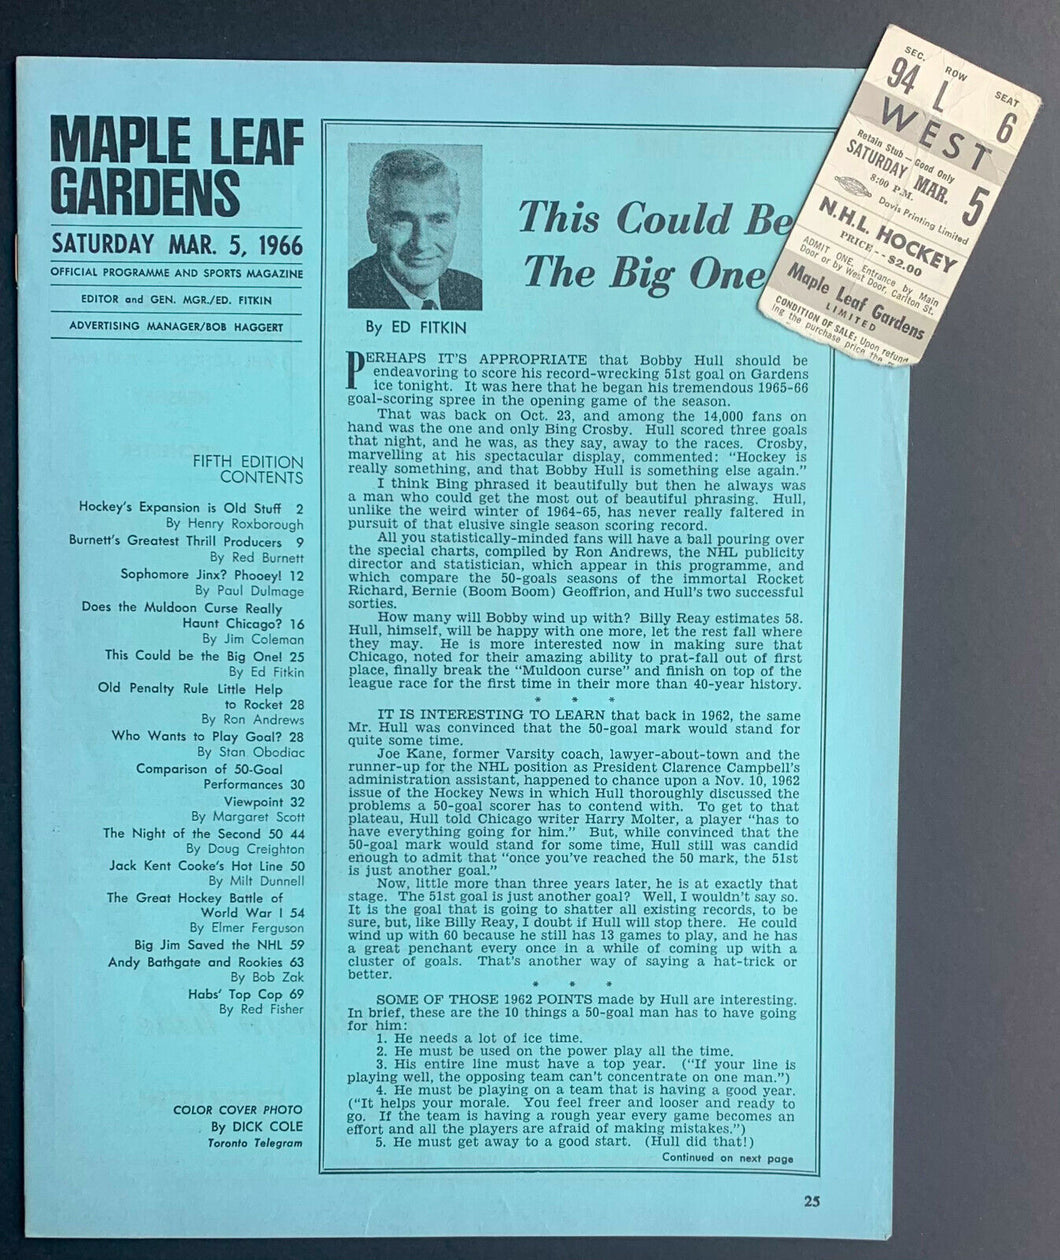 MAPLE LEAF
GARDENS
SATURDAY MAR. 5, 1966
OFFICIAL PROGRAMME AND SPORTS MAGAZINE
EDITOR and GEN. MGR./ED. FITKIN
ADVERTISING MANAGER/BOB HAGGERT
FIFTH EDITION
CONTENTS
Hockey's Expansion is Old Stuff 2
By Henry Roxborough
Burnett's Greatest Thrill Producers 9
By Red Burnett
Sophomore Jinx? Phooey! 12
By Paul Dulmage
Does the Muldoon Curse Really
Haunt Chicago? 16
By Jim Coleman
This Could be the Big One! 25
By Ed Fitkin
Old Penalty Rule Little Help
to Rocket 28
By Ron Andrews
Who Wants to Play Goal? 28
By Stan Obodiac
Comparison of 50-Goal
Performances 30
Viewpoint 32
By Margaret Scott
The Night of the Second 50 44
By Doug Creighton
Jack Kent Cooke's Hot Line 50
By Milt Dunnell
The Great Hockey Battle of
World War I 54
By Elmer Ferguson
Big Jim Saved the NHL 59
Andy Bathgate and Rookies 63
By Bob Zak
Habs' Top Cop 69
By Red Fisher
COLOR COVER PHOTO
By DICK COLE
Toronto Telegram
This Could Be
The Big One
By ED FITKIN
PERHAPS IT'S APPROPRIATE that Bobby Hull should be
endeavoring to score his record-wrecking 51st goal on Gardens
ice tonight. It was here that he began his tremendous 1965-66
goal-scoring spree in the opening game of the season.
That was back on Oct. 23, and among the 14,000 fans on
hand was the one and only Bing Crosby. Hull scored three goals
that night, and he was, as they say, away to the races. Crosby,
marvelling at his spectacular display, commented: "Hockey is
really something, and that Bobby Hull is something else again."
I think Bing phrased it beautifully but then he always was
a man who could get the most out of beautiful phrasing. Hull,
unlike the weird winter of 1964-65, has never really faltered in
pursuit of that elusive single season scoring record.
All you statistically-minded fans will have a ball pouring over
the special charts, compiled by Ron Andrews, the NHL publicity
director and statistician, which appear in this programme, and
which compare the 50-goals seasons of the immortal Rocket
Richard, Bernie (Boom Boom) Geoffrion, and Hull's two successful
sorties.
How many will Bobby wind up with? Billy Reay estimates 58.
Hull, himself, will be happy with one more, let the rest fall where
they may. He is more interested now in making sure that
Chicago, noted for their amazing ability to prat-fall out of first
place, finally break the "Muldoon curse" and finish on top of the
league race for the first time in their more than 40-year history.
* * *
IT IS INTERESTING TO LEARN that back in 1962, the same
Mr. Hull was convinced that the 50-goal mark would stand for
quite some time.
Joe Kane, former Varsity coach, lawyer-about-town and the
runner-up for the NHL position as President Clarence Campbell's
administration assistant, happened to chance upon a Nov. 10, 1962
issue of the Hockey News in which Hull thoroughly discussed the
problems a 50-goal scorer has to contend with. To get to that
plateau, Hull told Chicago writer Harry Molter, a player "has to
have everything going for him." But, while convinced that the
50-goal mark would stand for some time, Hull still was candid
enough to admit that "once you've reached the 50 mark, the 51st
is just another goal."
Now, little more than three years later, he is at exactly that
stage. The 51st goal is just another goal? Well, I wouldn't say so.
It is the goal that is going to shatter all existing records, to be
sure, but, like Billy Reay, I doubt if Hull will stop there. He could
wind up with 60 because he still has 13 games to play, and he has
a great penchant every once in a while of coming up with a
cluster of goals. That's another way of saying a hat-trick or
better.
* * *
SOME OF THOSE 1962 POINTS made by Hull are interesting.
In brief, these are the 10 things a 50-goal man has to have going
for him:
1. He needs a lot of ice time.
2. He must be used on the power play all the time.
3. His entire line must have a top year. ("If your line is
playing well, the opposing team can't concentrate on one man.")
4. He must be playing on a team that is having a good year.
("It helps your morale. You feel freer and looser and ready to
go. If the team is having a rough year every game becomes an
effort and all the players are afraid of making mistakes.")
5. He must get away to a good start. (Hull did that!)
Continued on next page
25
SEC. ROW SEAT
94 L 6
WEST
Retain Stub — Good Only
SATURDAY MAR. 5
8:00 P.M.
Davis Printing Limited
N.H.L. HOCKEY
PRICE - - $2.00
ADMIT ONE. Entrance by Main
Door or by West Door, Carlton St.
Maple Leaf Gardens
LIMITED
CONDITION OF SALE: Upon refund
ing the purchase price the